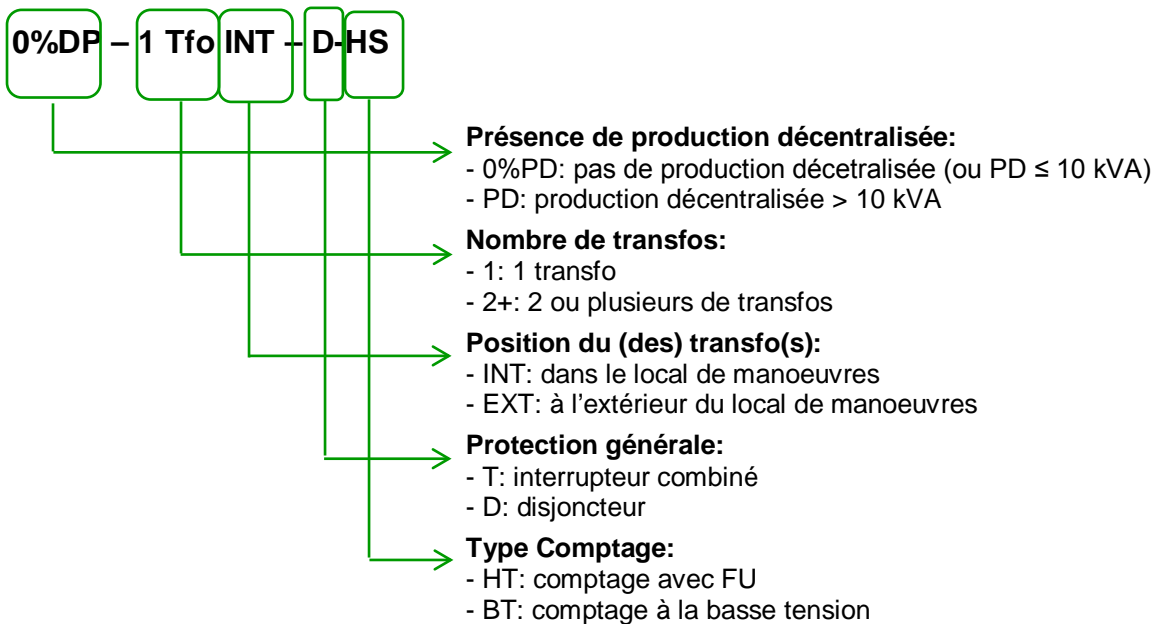 0%DP – 1 Tfo INT – D-HS
Présence de production décentralisée:
- 0%PD: pas de production décetralisée (ou PD ≤ 10 kVA)
- PD: production décentralisée > 10 kVA
Nombre de transfos:
- 1: 1 transfo
- 2+: 2 ou plusieurs de transfos
Position du (des) transfo(s):
- INT: dans le local de manoeuvres
- EXT: à l’extérieur du local de manoeuvres
Protection générale:
- T: interrupteur combiné
- D: disjoncteur
Type Comptage:
- HT: comptage avec FU
- BT: comptage à la basse tension